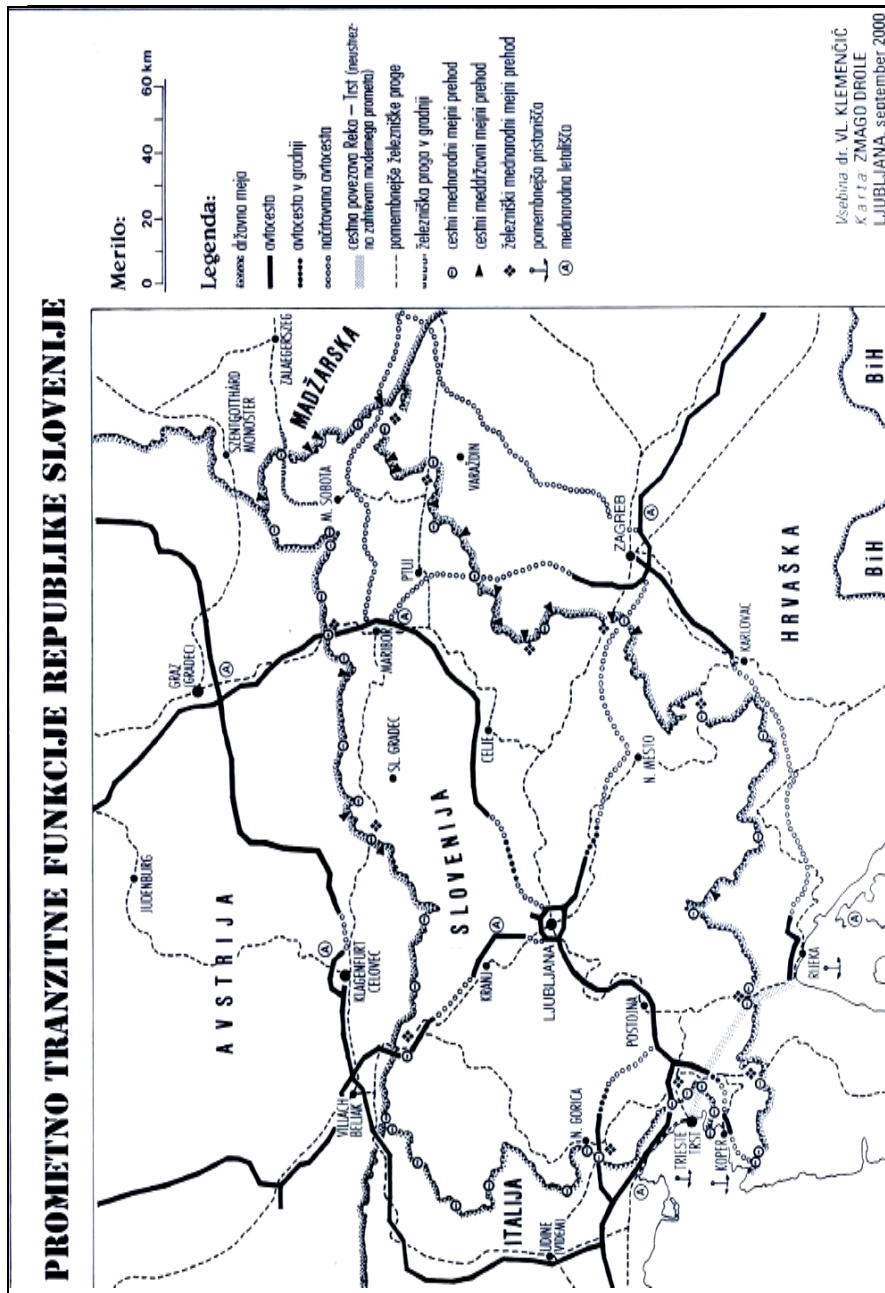 PROMETNO TRANZITNE FUNKCIJE REPUBLIKE SLOVENIJE
Merilo:
0 20 40 60 km
Legenda:
državna meja
avtocesta
avtocesta v gradnji
načrtovana avtocesta
cestna povezava Reka – Trst (neustrez-
na zahtevam modernega prometa)
pomembnejše železniške proge
železniška proga v gradnji
cestni mednarodni mejni prehod
cestni meddržavni mejni prehod
železniški mednarodni mejni prehod
pomembnejša pristanišča
A mednarodna letališča
Vsebina: dr. VL. KLEMENČIČ
Karta: ZMAGO DROLE
LJUBLJANA, september 2000
AVSTRIJA
JUDENBURG
GRAZ
(GRADEC)
A
SZENTGOTTHÁRD
MONOŠTER
ZALAEGERSZEG
MADŽARSKA
KLAGENFURT
CELOVEC
A
VILLACH
BELJAK
M. SOBOTA
MARIBOR
A
PTUJ
SL. GRADEC
SLOVENIJA
CELJE
VARAŽDIN
KRANJ
A
LJUBLJANA
ITALIJA
UDINE
(VIDEM)
N. GORICA
POSTOJNA
N. MESTO
ZAGREB
A
A
TRIESTE
TRST
KOPER
RIJEKA
A
KARLOVAC
HRVAŠKA
BiH
BiH